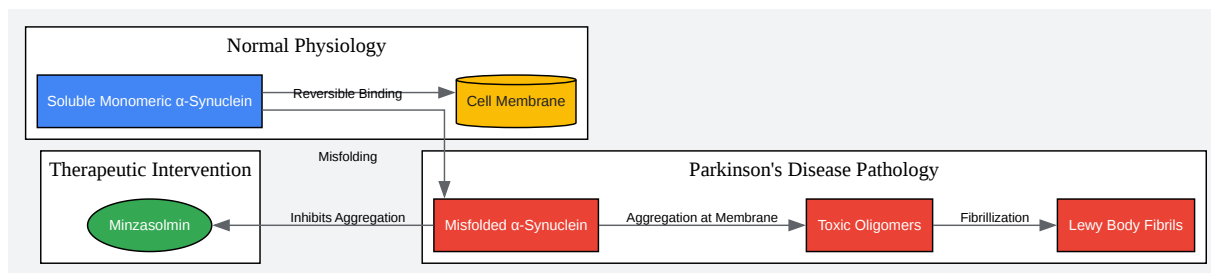 Normal Physiology
Soluble Monomeric α-Synuclein
Reversible Binding
Cell Membrane
Misfolding
Therapeutic Intervention
Minzasolmin
Inhibits Aggregation
Parkinson's Disease Pathology
Misfolded α-Synuclein
Aggregation at Membrane
Toxic Oligomers
Fibrillization
Lewy Body Fibrils